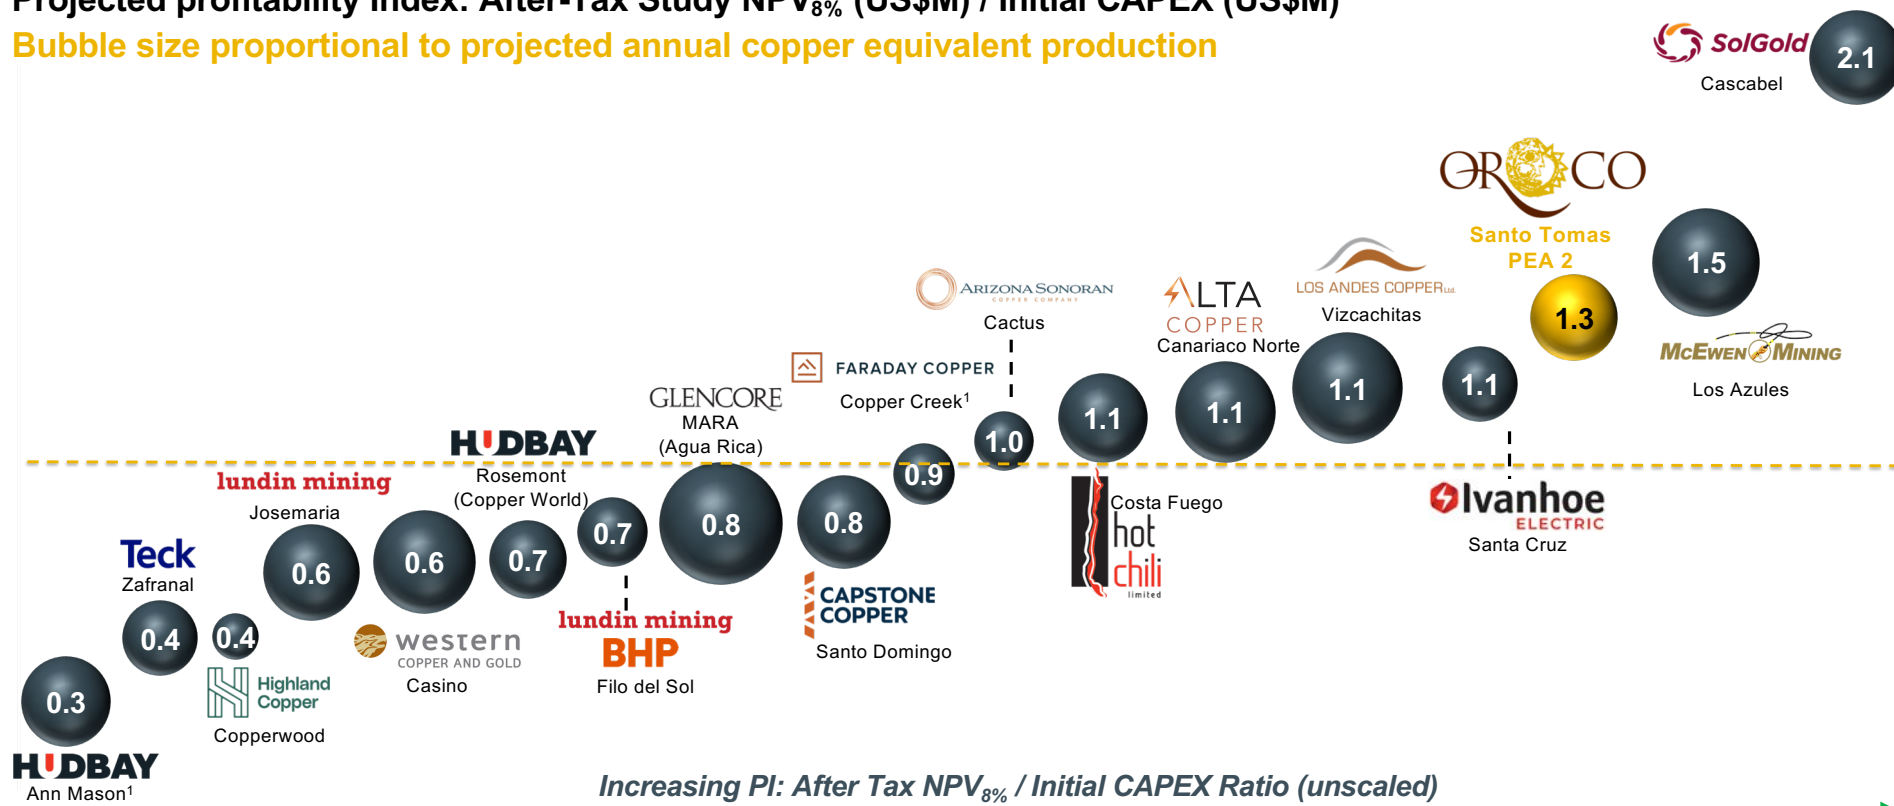 Projected profitability index: After-Tax Study NPV8% (US$M) / Initial CAPEX (US$M)
Bubble size proportional to projected annual copper equivalent production
SolGold
Cascabel
2.1
OROCO
Santo Tomas
PEA 2
1.3
1.5
McEWEN MINING
Los Azules
LOS ANDES COPPER Ltd.
Vizcachitas
1.1
1.1
Ivanhoe
ELECTRIC
Santa Cruz
ALTA
COPPER
Canariaco Norte
1.1
ARIZONA SONORAN
COPPER COMPANY
Cactus
1.0
1.1
Costa Fuego
hot
chili
limited
FARADAY COPPER
Copper Creek1
0.9
GLENCORE
MARA
(Agua Rica)
0.8
0.8
CAPSTONE
COPPER
Santo Domingo
HUDBAY
Rosemont
(Copper World)
0.7
0.7
lundin mining
BHP
Filo del Sol
lundin mining
Josemaria
0.6
0.6
western
COPPER AND GOLD
Casino
Teck
Zafranal
0.4
0.4
Highland
Copper
Copperwood
0.3
HUDBAY
Ann Mason1
Increasing PI: After Tax NPV8% / Initial CAPEX Ratio (unscaled)